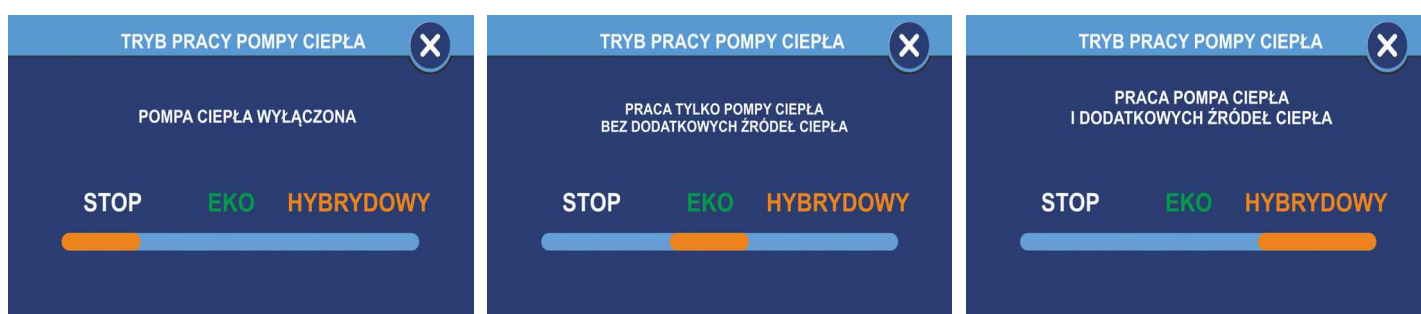 TRYB PRACY POMPY CIEPŁA
POMPA CIEPŁA WYŁĄCZONA
STOP EKO HYBRYDOWY
TRYB PRACY POMPY CIEPŁA
PRACA TYLKO POMPY CIEPŁA
BEZ DODATKOWYCH ŹRÓDEŁ CIEPŁA
STOP EKO HYBRYDOWY
TRYB PRACY POMPY CIEPŁA
PRACA POMPA CIEPŁA
I DODATKOWYCH ŹRÓDEŁ CIEPŁA
STOP EKO HYBRYDOWY